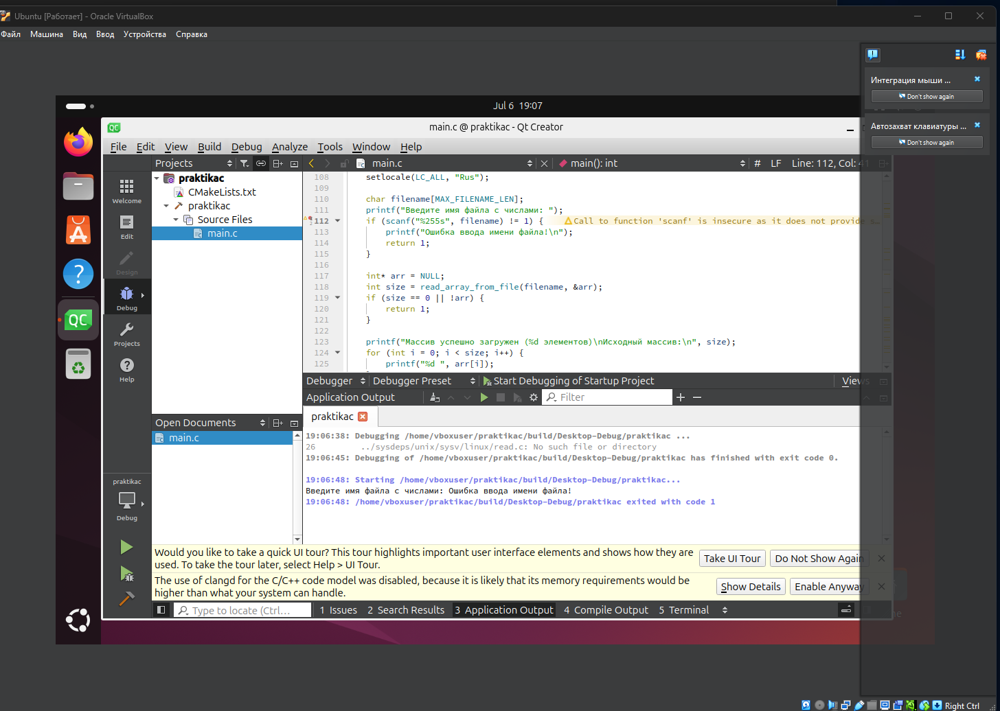 Ubuntu [Работает] - Oracle VirtualBox
Файл Машина Вид Ввод Устройства Справка
Интеграция мыши ...
Don't show again
Автозахват клавиатуры ...
Don't show again
Jul 6 19:07
QC main.c @ praktikac - Qt Creator
File Edit View Build Debug Analyze Tools Window Help
Projects
main.c
main(): int
# LF Line: 112, Col: 41
Welcome
Edit
Design
Debug
Projects
Help
?
QC
praktikac
CMakeLists.txt
praktikac
Source Files
main.c
108 setlocale(LC_ALL, "Rus");
109
110 char filename[MAX_FILENAME_LEN];
111 printf("Введите имя файла с числами: ");
112 if (scanf("%255s", filename) != 1) { Call to function 'scanf' is insecure as it does not provide s…
113 printf("Ошибка ввода имени файла!\n");
114 return 1;
115 }
116
117 int* arr = NULL;
118 int size = read_array_from_file(filename, &arr);
119 if (size == 0 || !arr) {
120 return 1;
121 }
122
123 printf("Массив успешно загружен (%d элементов)\nИсходный массив:\n", size);
124 for (int i = 0; i < size; i++) {
125 printf("%d ", arr[i]);
Debugger Debugger Preset Start Debugging of Startup Project Views
Application Output Filter
praktikac
19:06:38: Debugging /home/vboxuser/praktikac/build/Desktop-Debug/praktikac ...
26 ../sysdeps/unix/sysv/linux/read.c: No such file or directory
19:06:45: Debugging of /home/vboxuser/praktikac/build/Desktop-Debug/praktikac has finished with exit code 0.
19:06:48: Starting /home/vboxuser/praktikac/build/Desktop-Debug/praktikac...
Введите имя файла с числами: Ошибка ввода имени файла!
19:06:48: /home/vboxuser/praktikac/build/Desktop-Debug/praktikac exited with code 1
Open Documents
main.c
praktikac
Debug
Would you like to take a quick UI tour? This tour highlights important user interface elements and shows how they are
used. To take the tour later, select Help > UI Tour.
Take UI Tour Do Not Show Again
The use of clangd for the C/C++ code model was disabled, because it is likely that its memory requirements would be
higher than what your system can handle.
Show Details Enable Anyway
Type to locate (Ctrl… 1 Issues 2 Search Results 3 Application Output 4 Compile Output 5 Terminal
Right Ctrl